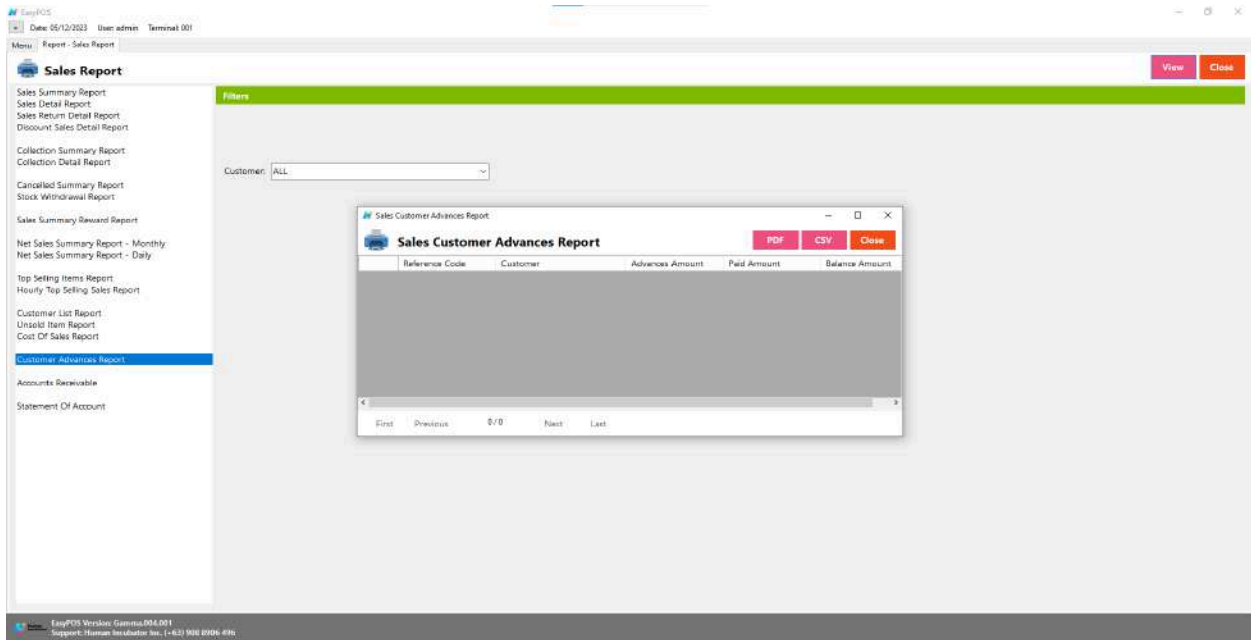 EasyPOS
Date: 05/12/2023 User: admin Terminal: 001
Menu Report - Sales Report
Sales Report
View Close
Sales Summary Report
Sales Detail Report
Sales Return Detail Report
Discount Sales Detail Report
Collection Summary Report
Collection Detail Report
Cancelled Summary Report
Stock Withdrawal Report
Sales Summary Reward Report
Net Sales Summary Report - Monthly
Net Sales Summary Report - Daily
Top Selling Items Report
Hourly Top Selling Sales Report
Customer List Report
Unsold Item Report
Cost Of Sales Report
Customer Advances Report
Accounts Receivable
Statement Of Account
Filters
Customer: ALL
Sales Customer Advances Report
Sales Customer Advances Report
PDF CSV Close
Reference Code Customer Advances Amount Paid Amount Balance Amount
First Previous 0/0 Next Last
EasyPOS Version: Gamma.004.001
Support: Human Incubator Inc. (+63) 908 8906 496